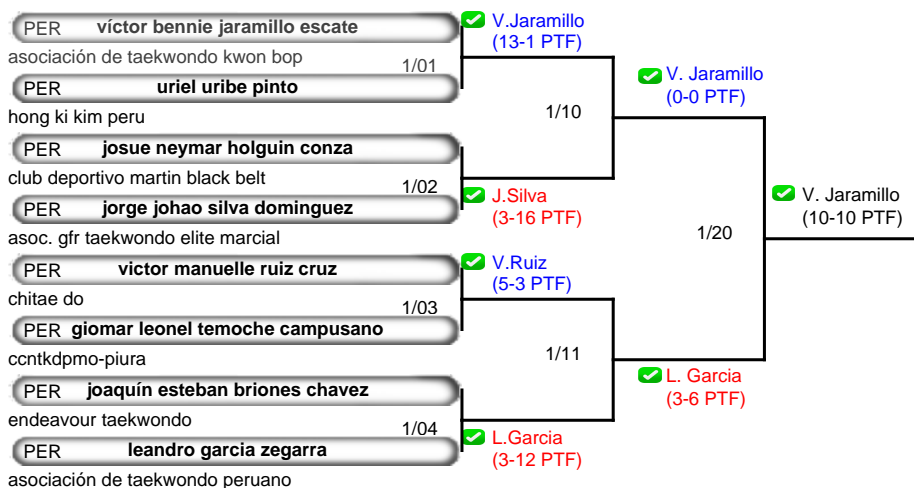 PER víctor bennie jaramillo escate
asociación de taekwondo kwon bop
1/01
PER uriel uribe pinto
hong ki kim peru
PER josue neymar holguin conza
club deportivo martin black belt
1/02
PER jorge johao silva dominguez
asoc. gfr taekwondo elite marcial
PER victor manuelle ruiz cruz
chitae do
1/03
PER giomar leonel temoche campusano
ccntkdpmo-piura
PER joaquín esteban briones chavez
endeavour taekwondo
1/04
PER leandro garcia zegarra
asociación de taekwondo peruano
V.Jaramillo
(13-1 PTF)
1/10
J.Silva
(3-16 PTF)
V.Ruiz
(5-3 PTF)
1/11
L.Garcia
(3-12 PTF)
V. Jaramillo
(0-0 PTF)
1/20
L. Garcia
(3-6 PTF)
V. Jaramillo
(10-10 PTF)